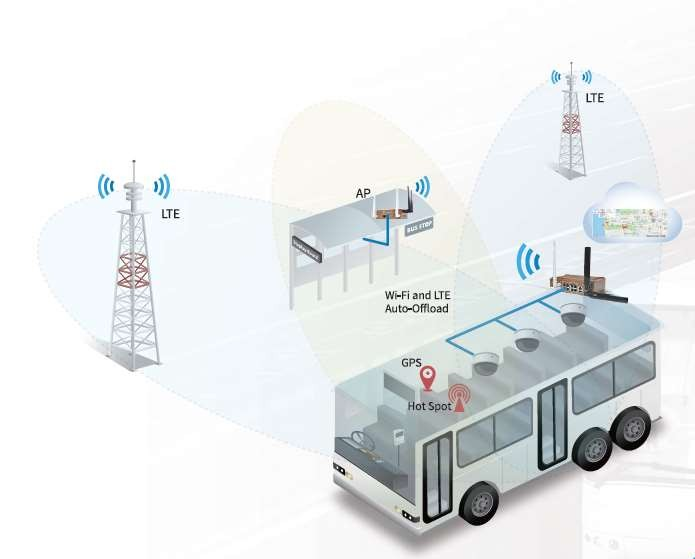 LTE
LTE
AP
BUS STOP
Wi-Fi and LTE
Auto-Offload
GPS
Hot Spot